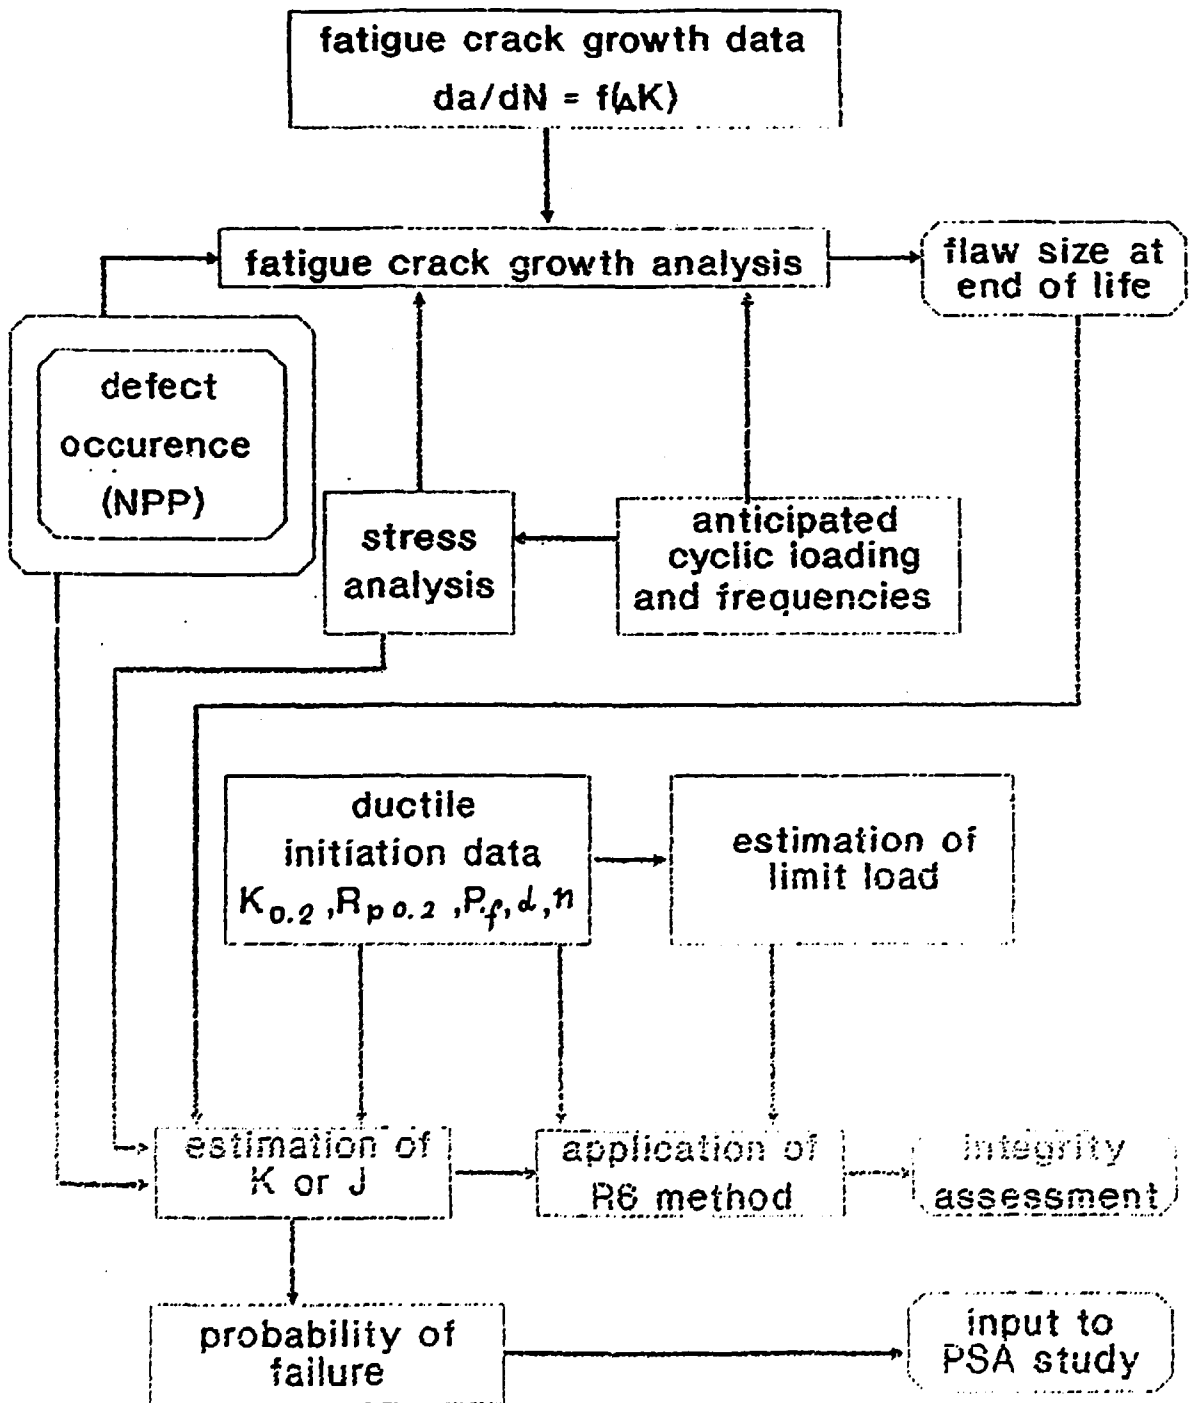 fatigue crack growth data
da/dN = f(ΔK)
fatigue crack growth analysis
flaw size at
end of life
defect
occurence
(NPP)
stress
analysis
anticipated
cyclic loading
and frequencies
ductile
initiation data
K0.2 ,Rp0.2 ,Pf,d,n
estimation of
limit load
estimation of
K or J
application of
R6 method
integrity
assessment
probability of
failure
input to
PSA study